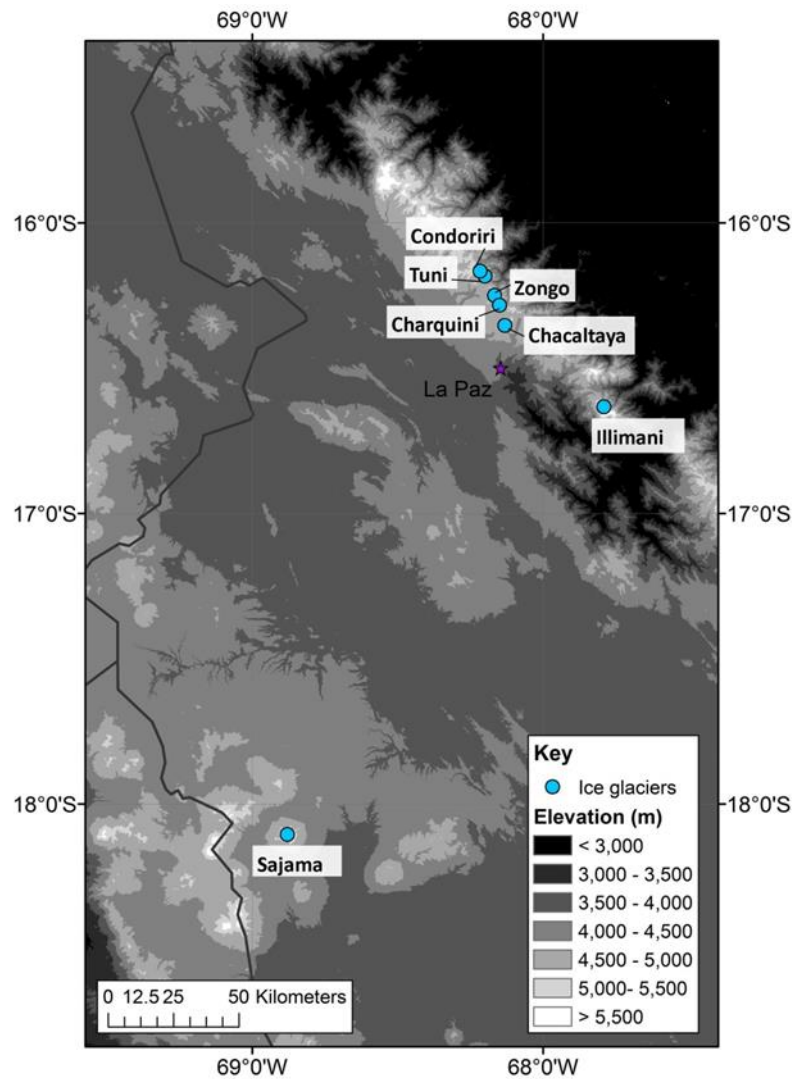 69°0'W 68°0'W
16°0'S 16°0'S
Condoriri
Tuni
Zongo
Charquini
Chacaltaya
La Paz
Illimani
17°0'S 17°0'S
Key
Ice glaciers
18°0'S 18°0'S
Elevation (m)
< 3,000
3,000 - 3,500
3,500 - 4,000
4,000 - 4,500
4,500 - 5,000
5,000- 5,500
> 5,500
Sajama
0 12.5 25 50 Kilometers
69°0'W 68°0'W